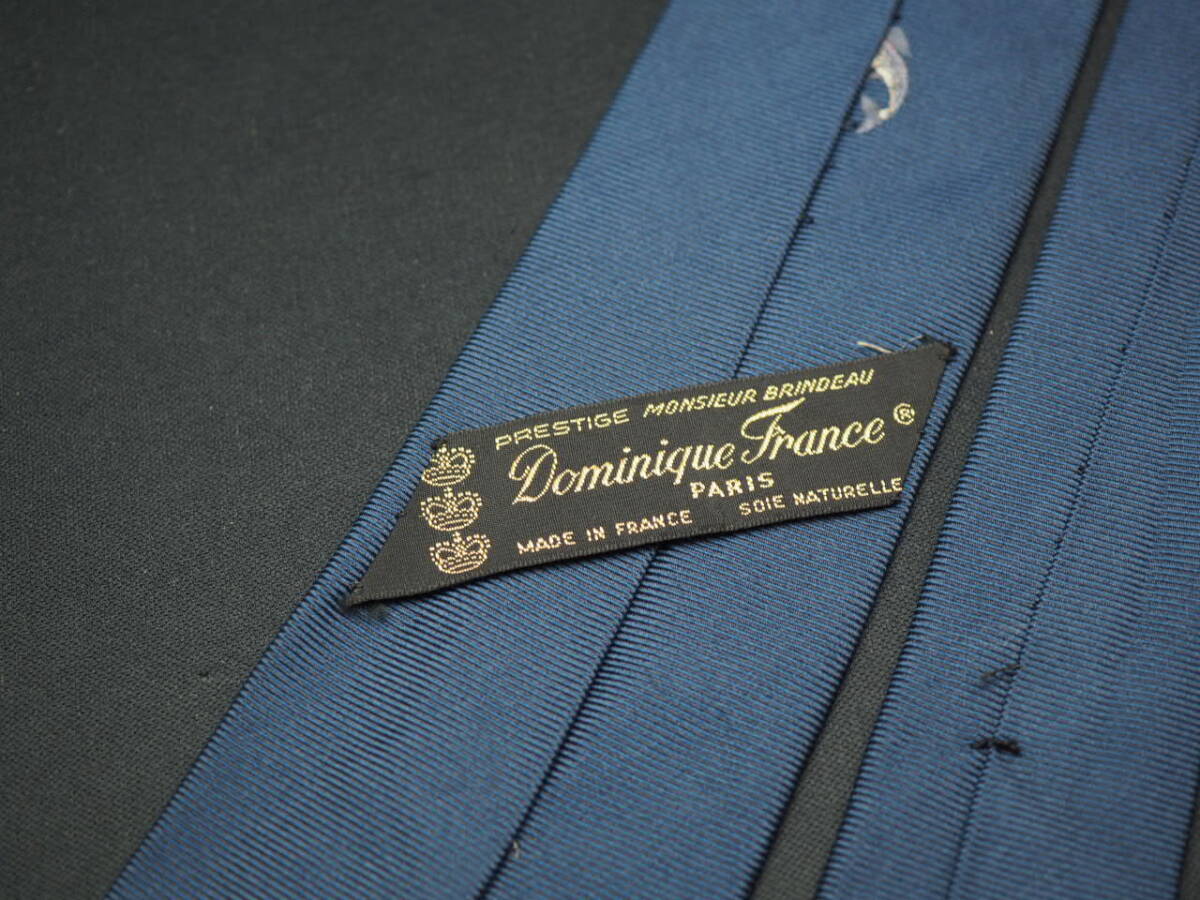 PRESTIGE MONSIEUR BRINDEAU
Dominique France ®
PARIS
MADE IN FRANCE SOIE NATURELLE